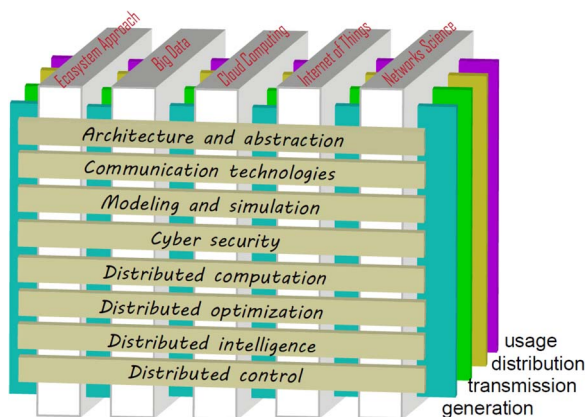 Ecosystem Approach
Big Data
Cloud Computing
Internet of Things
Networks Science
Architecture and abstraction
Communication technologies
Modeling and simulation
Cyber security
Distributed computation
Distributed optimization
Distributed intelligence
Distributed control
usage
distribution
transmission
generation